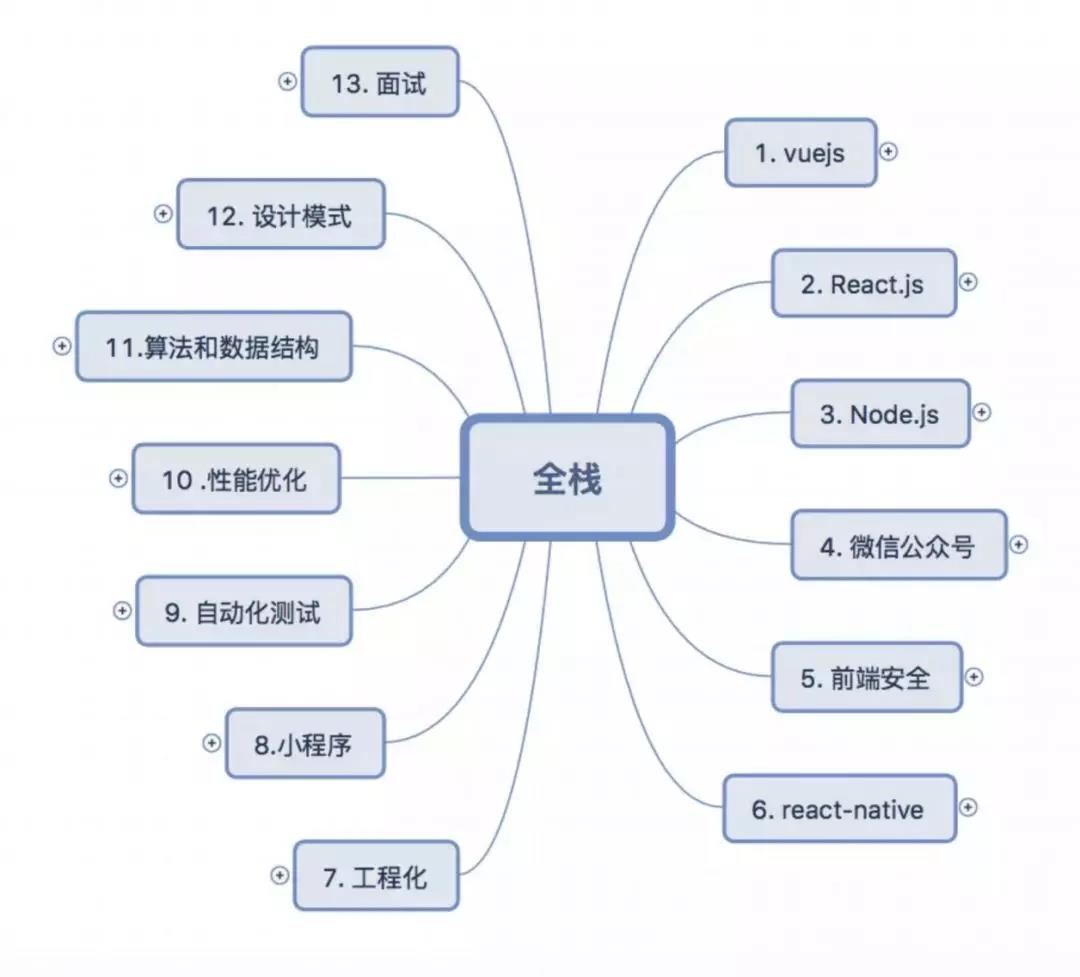 全栈
1. vuejs
2. React.js
3. Node.js
4. 微信公众号
5. 前端安全
6. react-native
7. 工程化
8.小程序
9. 自动化测试
10 .性能优化
11.算法和数据结构
12. 设计模式
13. 面试